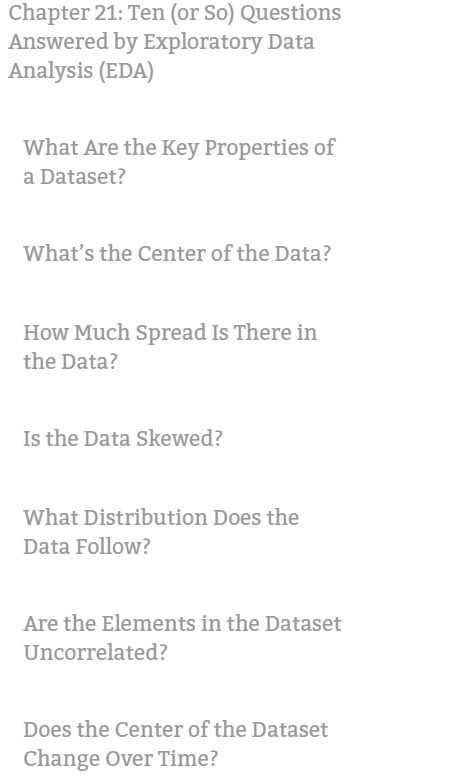 Chapter 21: Ten (or So) Questions
Answered by Exploratory Data
Analysis (EDA)
What Are the Key Properties of
a Dataset?
What’s the Center of the Data?
How Much Spread Is There in
the Data?
Is the Data Skewed?
What Distribution Does the
Data Follow?
Are the Elements in the Dataset
Uncorrelated?
Does the Center of the Dataset
Change Over Time?